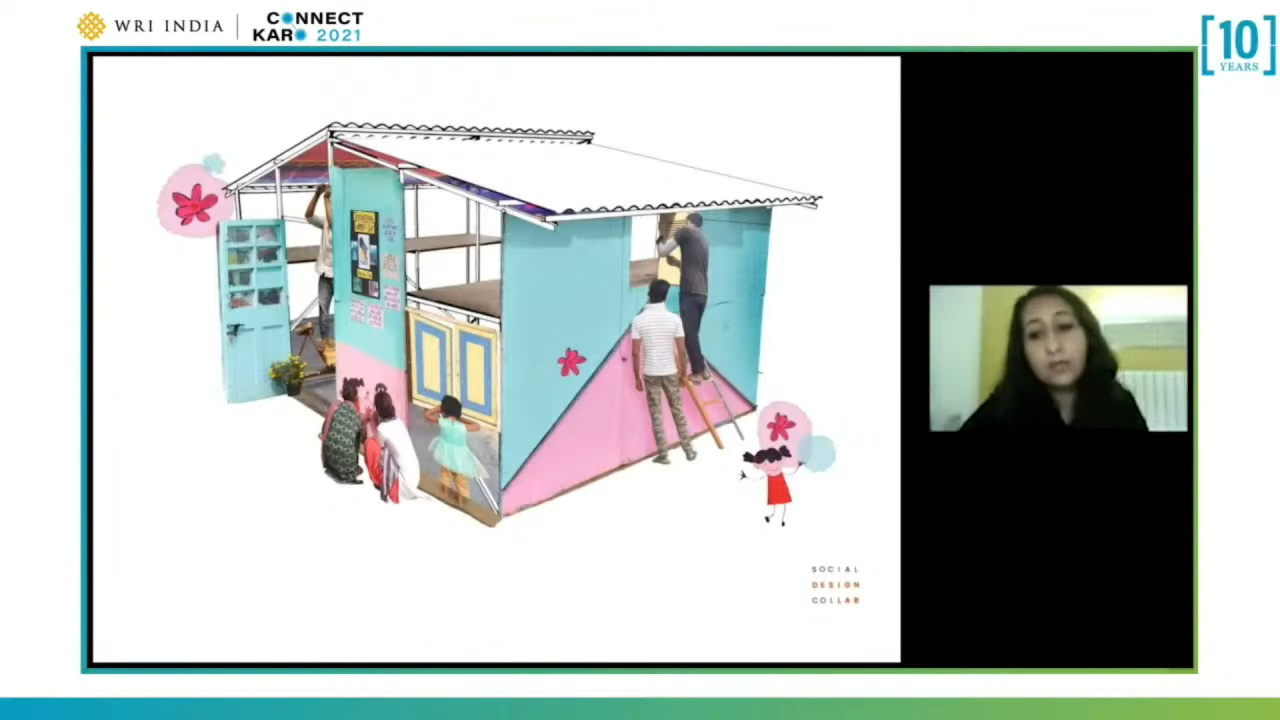 WRI INDIA
CONNECT
KARO 2021
[10]
YEARS
SOCIAL
DESIGN
COLLAB